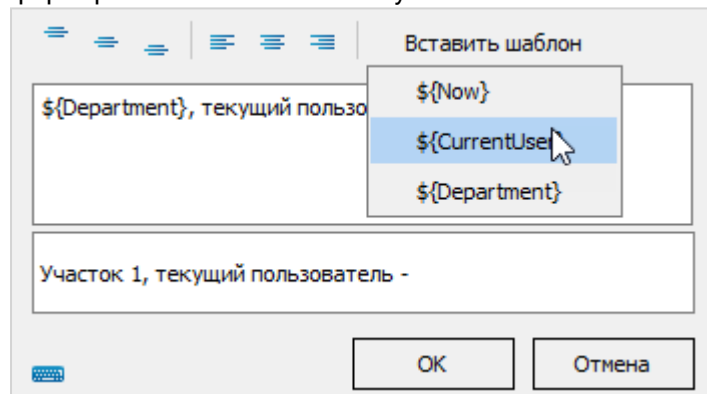 Вставить шаблон
${Now}
${Department}, текущий пользо
${CurrentUser
${Department}
Участок 1, текущий пользователь -
OK
Отмена